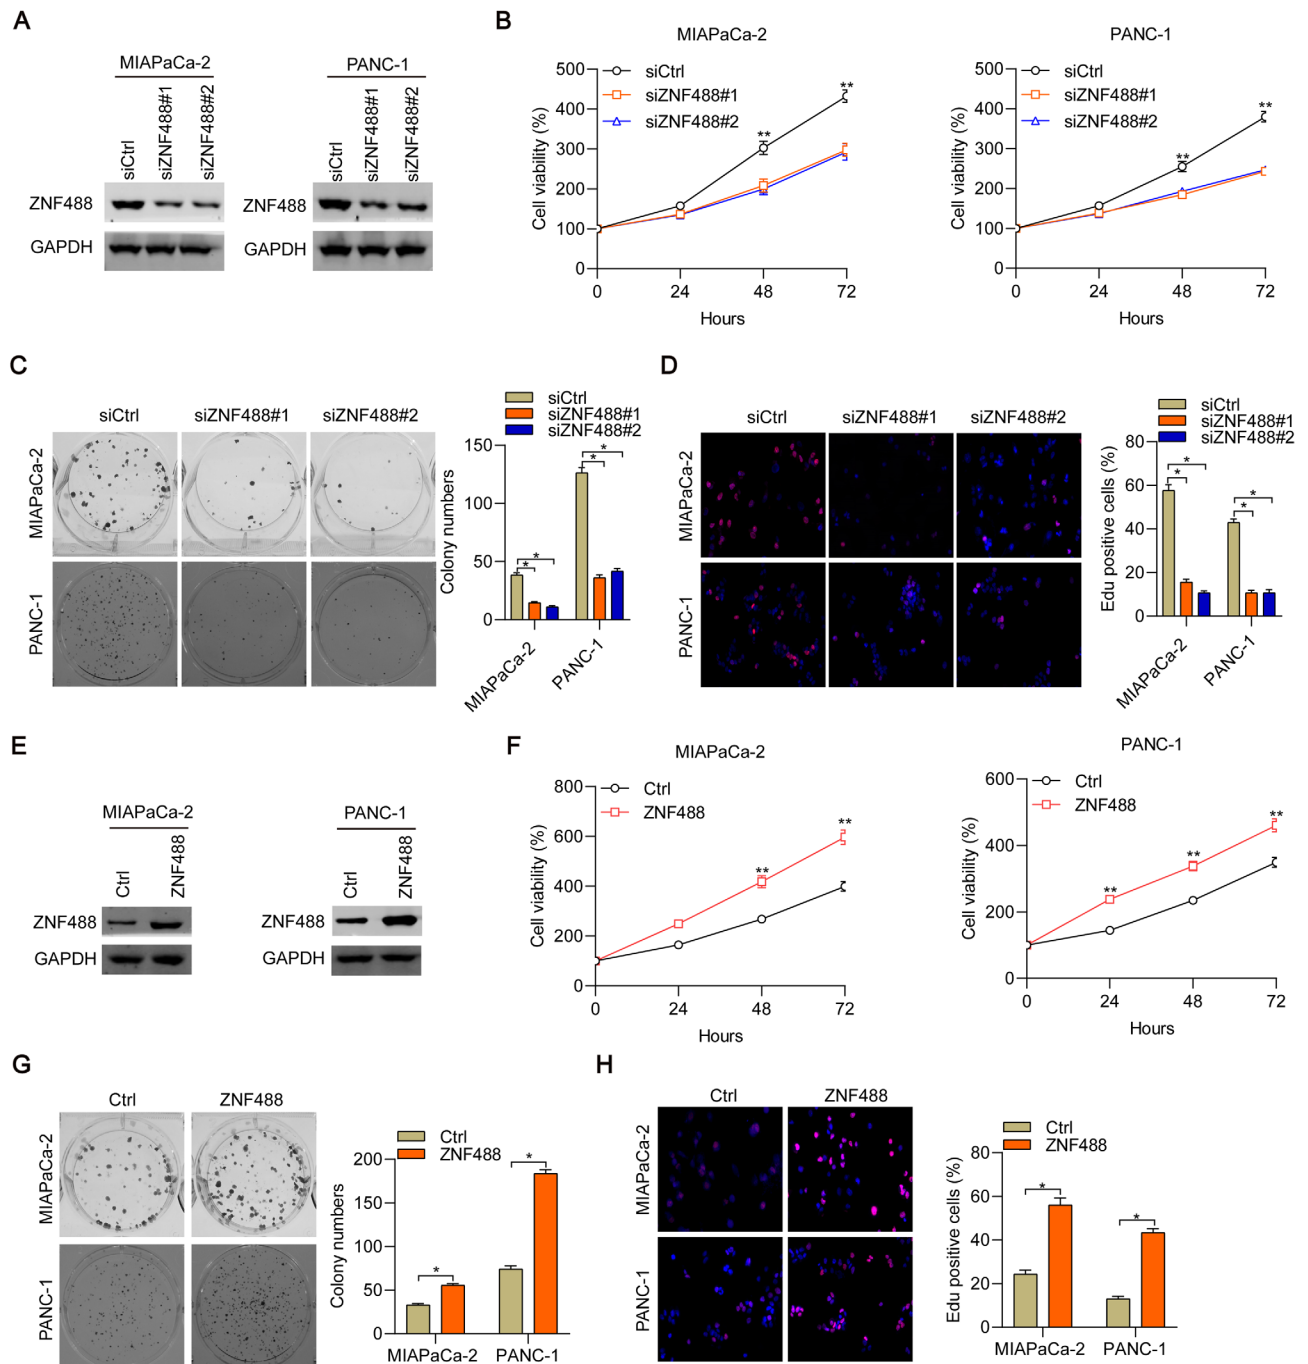 A
MIAPaCa-2
siCtrl
siZNF488#1
siZNF488#2
ZNF488
GAPDH
PANC-1
siCtrl
siZNF488#1
siZNF488#2
ZNF488
GAPDH
B
MIAPaCa-2
siCtrl
siZNF488#1
siZNF488#2
Cell viability (%)
500
400
300
200
100
0
** **
0 24 48 72
Hours
PANC-1
siCtrl
siZNF488#1
siZNF488#2
Cell viability (%)
500
400
300
200
100
0
** **
0 24 48 72
Hours
C
siCtrl siZNF488#1 siZNF488#2
MIAPaCa-2
PANC-1
siCtrl
siZNF488#1
siZNF488#2
Colony numbers
150
100
50
0
* * * *
MIAPaCa-2
PANC-1
D
siCtrl siZNF488#1 siZNF488#2
MIAPaCa-2
PANC-1
siCtrl
siZNF488#1
siZNF488#2
Edu positive cells (%)
80
60
40
20
0
* * * *
MIAPaCa-2
PANC-1
E
MIAPaCa-2
Ctrl
ZNF488
ZNF488
GAPDH
PANC-1
Ctrl
ZNF488
ZNF488
GAPDH
F
MIAPaCa-2
Ctrl
ZNF488
Cell viability (%)
800
600
400
200
0
** **
0 24 48 72
Hours
PANC-1
Ctrl
ZNF488
Cell viability (%)
600
400
200
0
** ** **
0 24 48 72
Hours
G
Ctrl ZNF488
MIAPaCa-2
PANC-1
Ctrl
ZNF488
Colony numbers
200
150
100
50
0
* *
MIAPaCa-2 PANC-1
H
Ctrl ZNF488
MIAPaCa-2
PANC-1
Ctrl
ZNF488
Edu positive cells (%)
80
60
40
20
0
* *
MIAPaCa-2 PANC-1